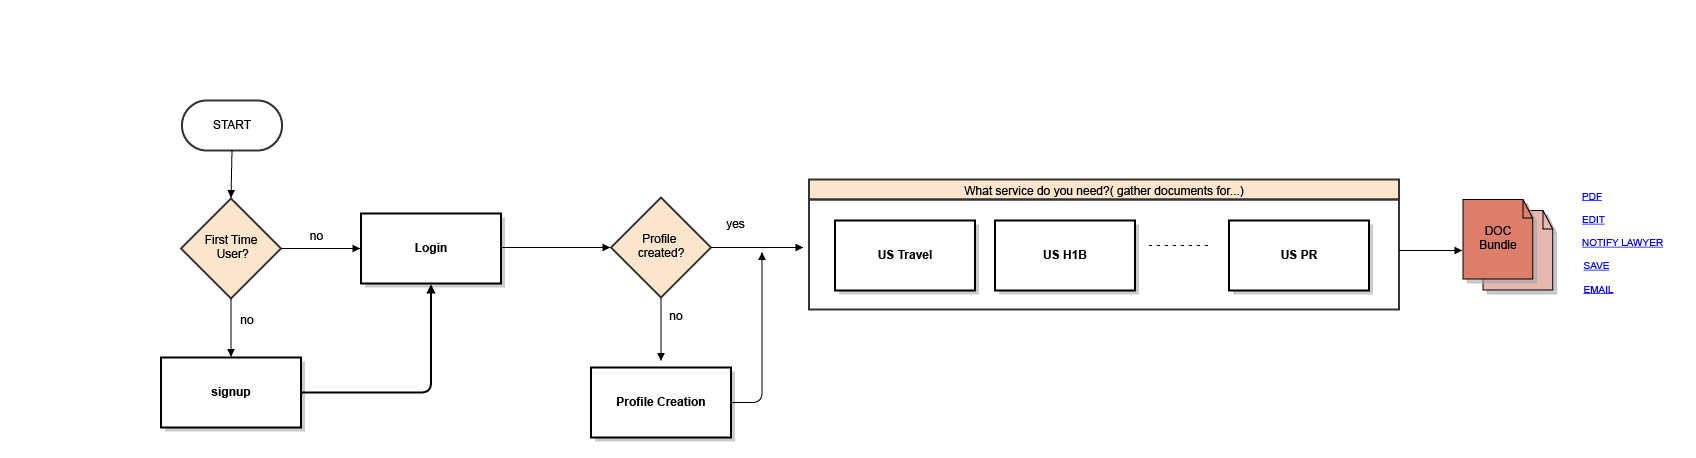 START
First Time
User?
no
no
signup
Login
Profile
created?
yes
no
Profile Creation
What service do you need?( gather documents for...)
US Travel
US H1B
US PR
DOC
Bundle
PDF
EDIT
NOTIFY LAWYER
SAVE
EMAIL